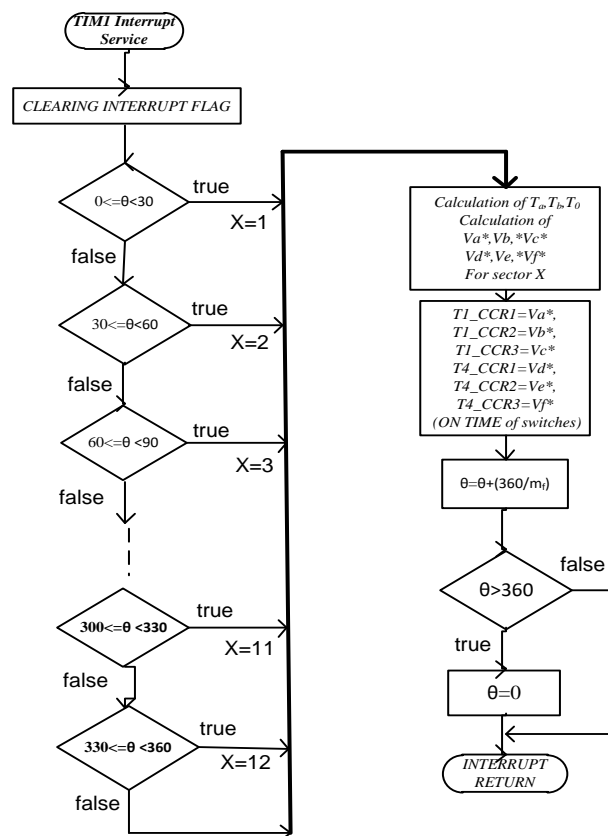 TIM1 Interrupt
Service
CLEARING INTERRUPT FLAG
0<=θ<30
true
X=1
false
30<=θ<60
true
X=2
false
60<=θ <90
true
X=3
false
300<=θ <330
true
X=11
false
330<=θ <360
true
X=12
false
Calculation of Ta,Tb,T0
Calculation of
Va*,Vb,*Vc*
Vd*,Ve,*Vf*
For sector X
T1_CCR1=Va*,
T1_CCR2=Vb*,
T1_CCR3=Vc*
T4_CCR1=Vd*,
T4_CCR2=Ve*,
T4_CCR3=Vf*
(ON TIME of switches)
θ=θ+(360/mf)
θ>360
false
true
θ=0
INTERRUPT
RETURN